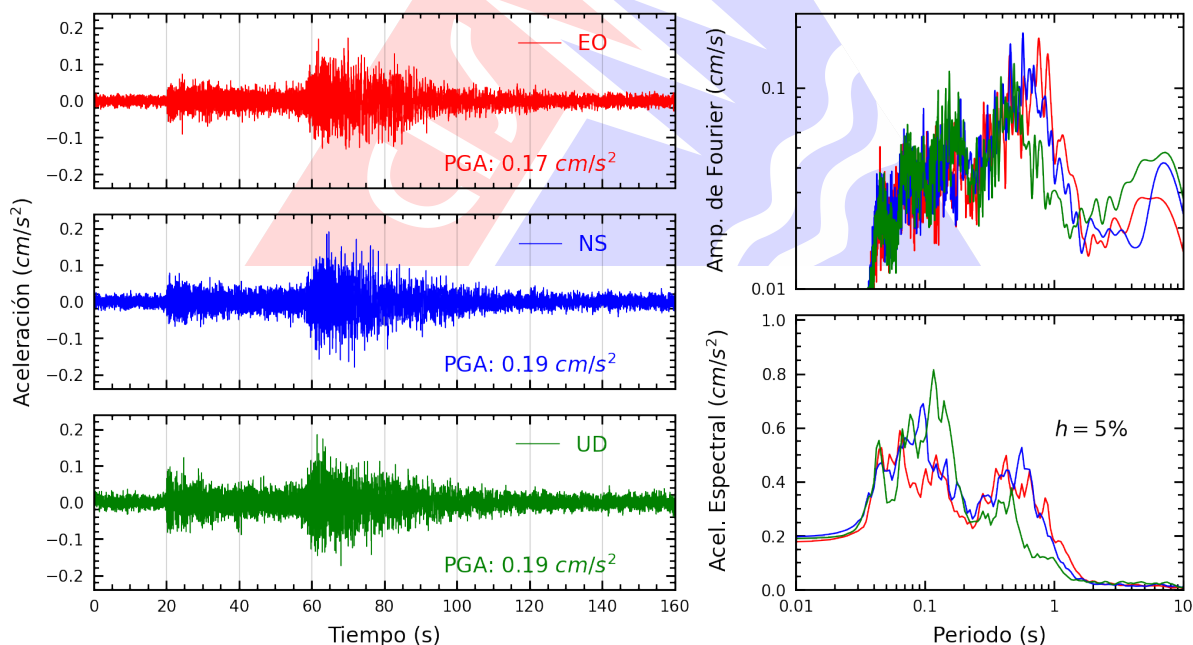 Aceleración (cm/s²)
0.2
0.1
0.0
−0.1
−0.2
EO
PGA: 0.17 cm/s²
0.2
0.1
0.0
−0.1
−0.2
NS
PGA: 0.19 cm/s²
0.2
0.1
0.0
−0.1
−0.2
UD
PGA: 0.19 cm/s²
0 20 40 60 80 100 120 140 160
Tiempo (s)
Amp. de Fourier (cm/s)
0.1
0.01
Acel. Espectral (cm/s²)
1.0
0.8
0.6
0.4
0.2
0.0
h = 5%
0.01 0.1 1 10
Periodo (s)